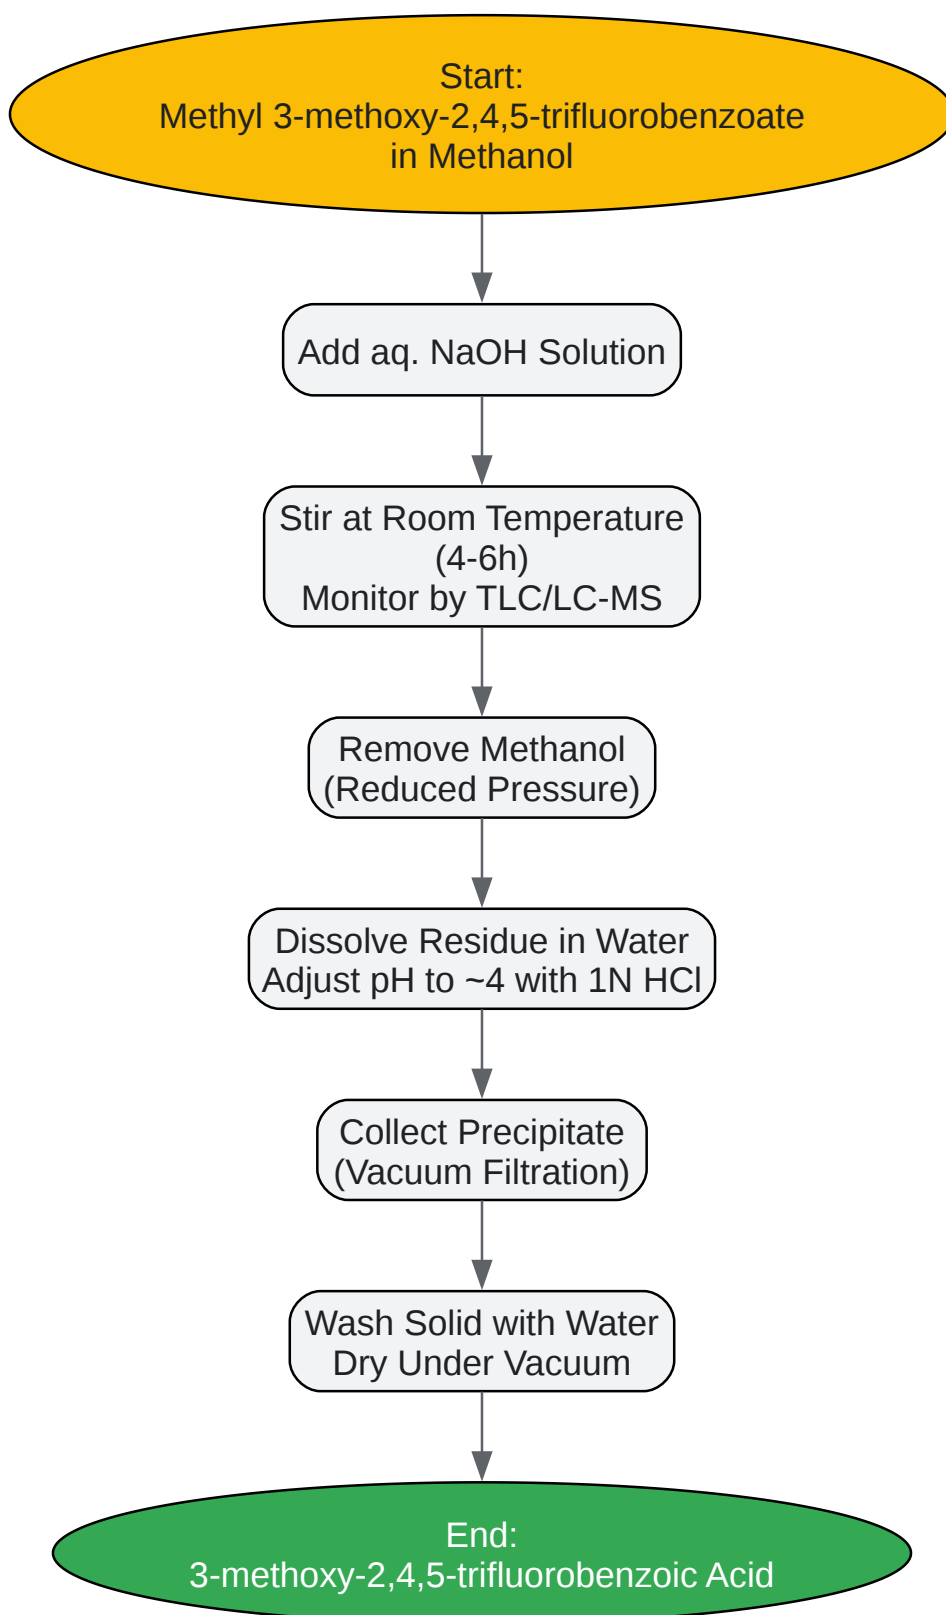 Start:
Methyl 3-methoxy-2,4,5-trifluorobenzoate
in Methanol
Add aq. NaOH Solution
Stir at Room Temperature
(4-6h)
Monitor by TLC/LC-MS
Remove Methanol
(Reduced Pressure)
Dissolve Residue in Water
Adjust pH to ~4 with 1N HCl
Collect Precipitate
(Vacuum Filtration)
Wash Solid with Water
Dry Under Vacuum
End:
3-methoxy-2,4,5-trifluorobenzoic Acid